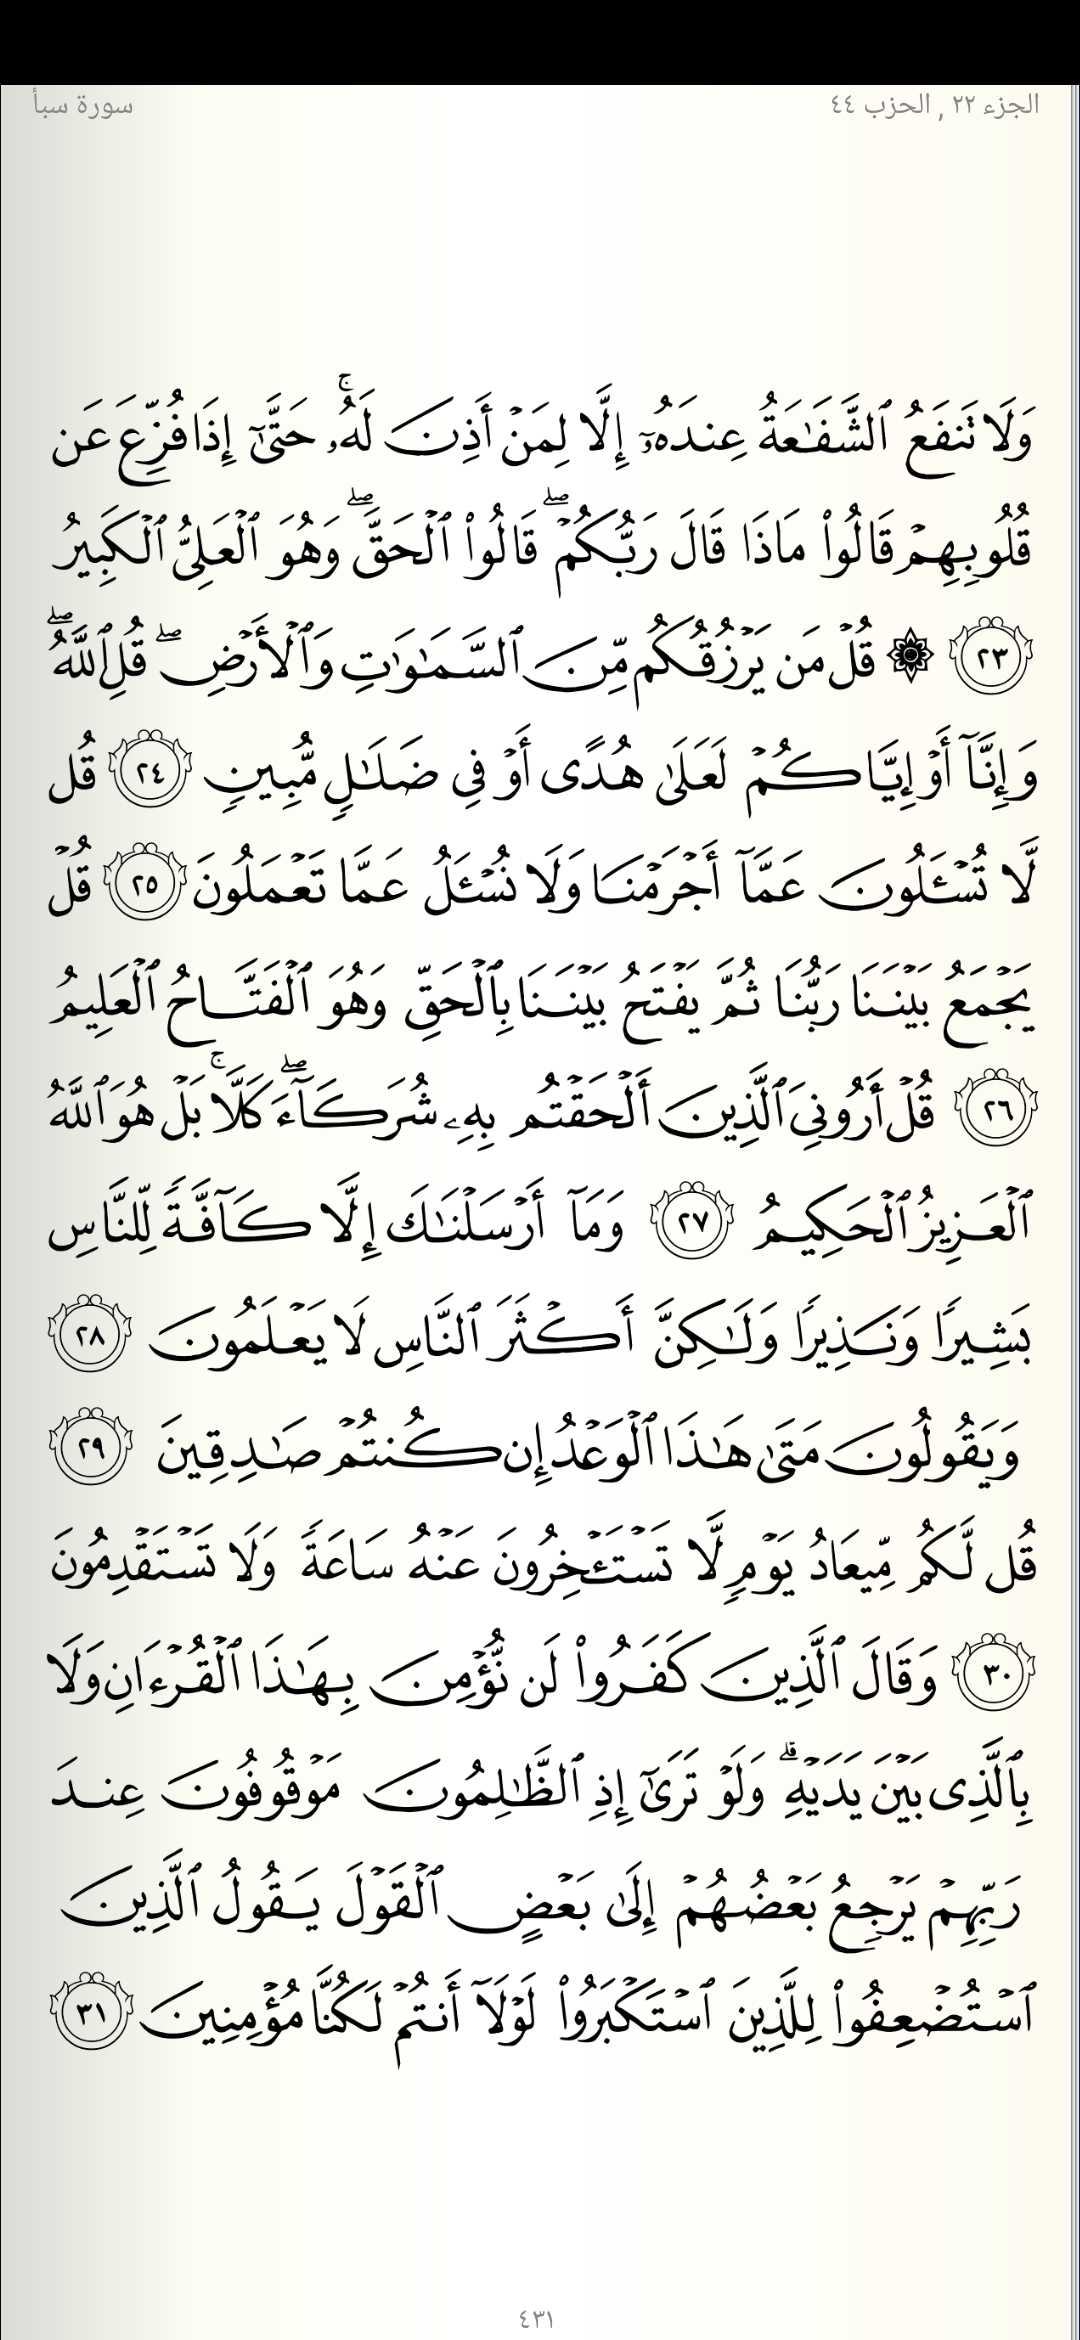 الجزء ٢٢ , الحزب ٤٤
سورة سبأ
وَلَا تَنفَعُ ٱلشَّفَٰعَةُ عِندَهُۥٓ إِلَّا لِمَنْ أَذِنَ لَهُۥۚ حَتَّىٰٓ إِذَا فُزِّعَ عَن
قُلُوبِهِمْ قَالُوا۟ مَاذَا قَالَ رَبُّكُمْۖ قَالُوا۟ ٱلْحَقَّۖ وَهُوَ ٱلْعَلِىُّ ٱلْكَبِيرُ
٢٣ ۞ قُلْ مَن يَرْزُقُكُم مِّنَ ٱلسَّمَٰوَٰتِ وَٱلْأَرْضِۖ قُلِ ٱللَّهُۖ
وَإِنَّآ أَوْ إِيَّاكُمْ لَعَلَىٰ هُدًى أَوْ فِى ضَلَٰلٍ مُّبِينٍ ٢٤ قُل
لَّا تُسْـَٔلُونَ عَمَّآ أَجْرَمْنَا وَلَا نُسْـَٔلُ عَمَّا تَعْمَلُونَ ٢٥ قُلْ
يَجْمَعُ بَيْنَنَا رَبُّنَا ثُمَّ يَفْتَحُ بَيْنَنَا بِٱلْحَقِّ وَهُوَ ٱلْفَتَّاحُ ٱلْعَلِيمُ
٢٦ قُلْ أَرُونِىَ ٱلَّذِينَ أَلْحَقْتُم بِهِۦ شُرَكَآءَۖ كَلَّاۚ بَلْ هُوَ ٱللَّهُ
ٱلْعَزِيزُ ٱلْحَكِيمُ ٢٧ وَمَآ أَرْسَلْنَٰكَ إِلَّا كَآفَّةً لِّلنَّاسِ
بَشِيرًا وَنَذِيرًا وَلَٰكِنَّ أَكْثَرَ ٱلنَّاسِ لَا يَعْلَمُونَ ٢٨
وَيَقُولُونَ مَتَىٰ هَٰذَا ٱلْوَعْدُ إِن كُنتُمْ صَٰدِقِينَ ٢٩
قُل لَّكُم مِّيعَادُ يَوْمٍ لَّا تَسْتَـْٔخِرُونَ عَنْهُ سَاعَةً وَلَا تَسْتَقْدِمُونَ
٣٠ وَقَالَ ٱلَّذِينَ كَفَرُوا۟ لَن نُّؤْمِنَ بِهَٰذَا ٱلْقُرْءَانِ وَلَا
بِٱلَّذِى بَيْنَ يَدَيْهِۗ وَلَوْ تَرَىٰٓ إِذِ ٱلظَّٰلِمُونَ مَوْقُوفُونَ عِندَ
رَبِّهِمْ يَرْجِعُ بَعْضُهُمْ إِلَىٰ بَعْضٍ ٱلْقَوْلَ يَقُولُ ٱلَّذِينَ
ٱسْتُضْعِفُوا۟ لِلَّذِينَ ٱسْتَكْبَرُوا۟ لَوْلَآ أَنتُمْ لَكُنَّا مُؤْمِنِينَ ٣١
٤٣١